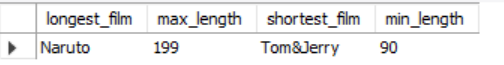 longest_film max_length shortest_film min_length
Naruto 199 Tom&Jerry 90